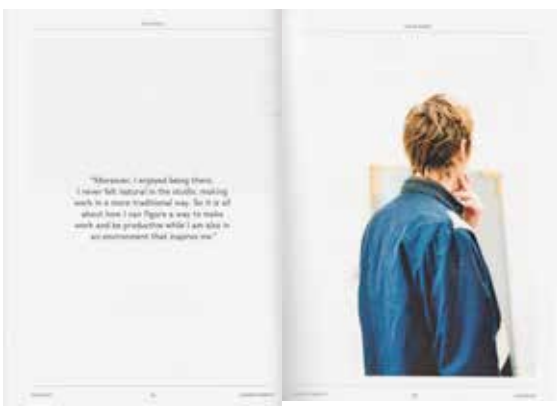 "Moreover, I enjoyed being there.
I never felt natural in the studio, making
work in a more traditional way. So it is all
about how I can figure a way to make
work and be productive while I am also in
an environment that inspires me."